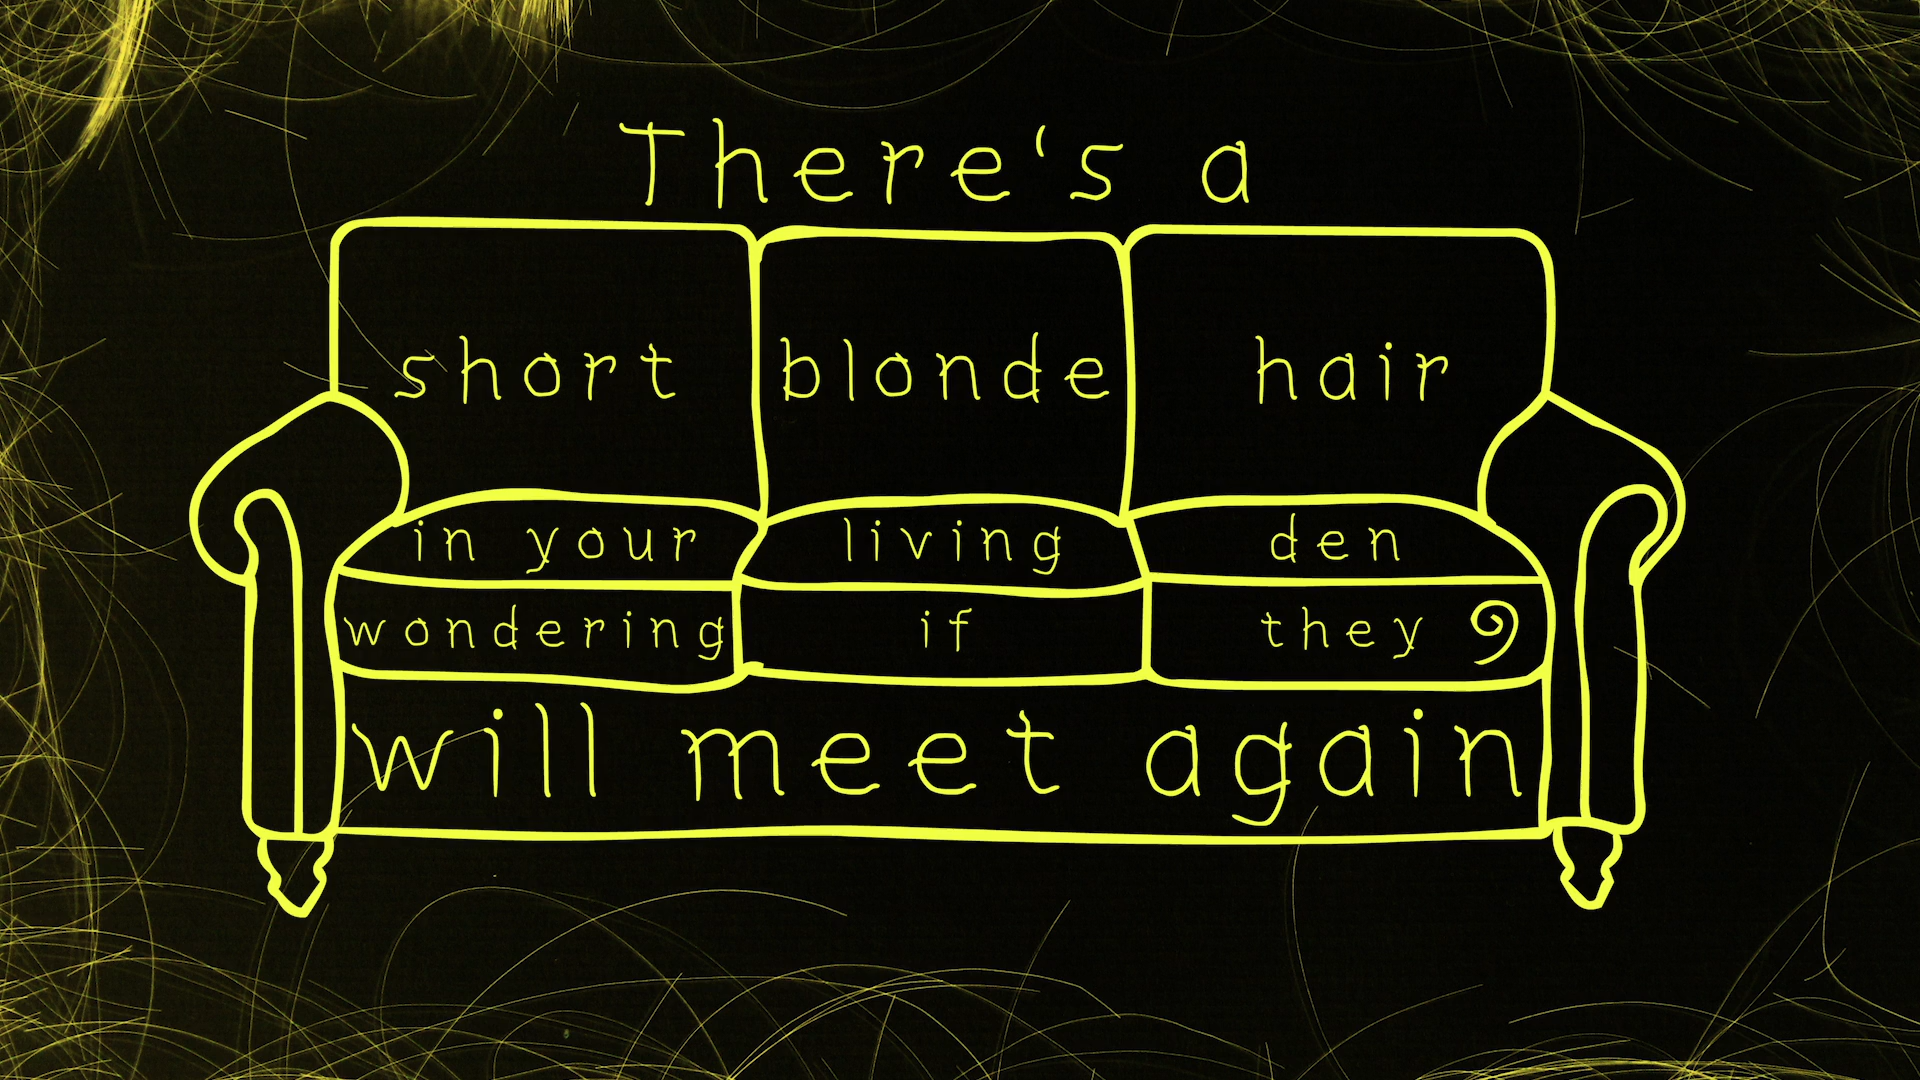 There's a
short blonde hair
in your living den
wondering if they
will meet again